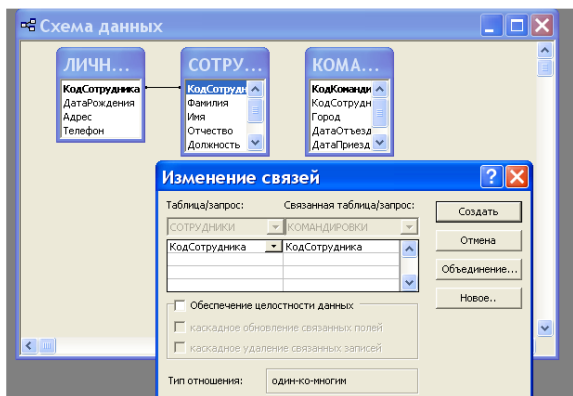 Схема данных
ЛИЧН...
КодСотрудника
ДатаРождения
Адрес
Телефон
СОТРУ...
КодСотрудн
Фамилия
Имя
Отчество
Должность
КОМА...
КодКоманди
КодСотрудн
Город
ДатаОтъезд
ДатаПриезд
Изменение связей
Таблица/запрос: Связанная таблица/запрос:
СОТРУДНИКИ КОМАНДИРОВКИ
КодСотрудника КодСотрудника
Создать
Отмена
Объединение...
Новое..
Обеспечение целостности данных
каскадное обновление связанных полей
каскадное удаление связанных записей
Тип отношения: один-ко-многим